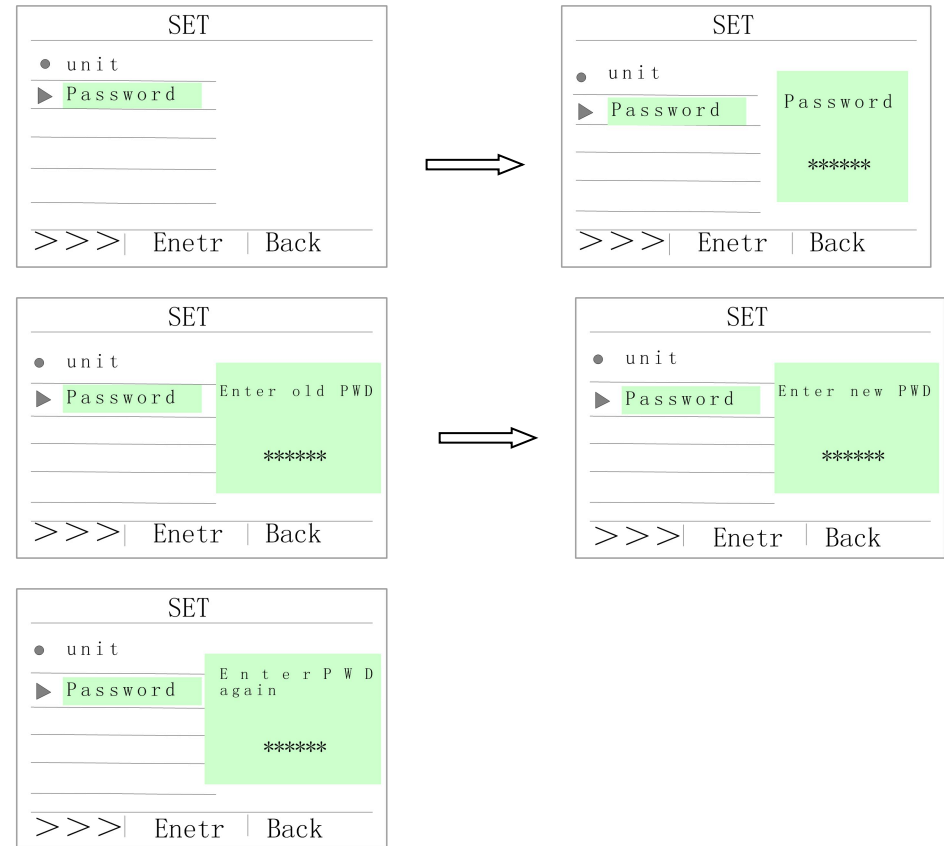 SET
unit
Password
>>> Enetr Back
SET
unit
Password
Password
******
>>> Enetr Back
SET
unit
Password
Enter old PWD
******
>>> Enetr Back
SET
unit
Password
Enter new PWD
******
>>> Enetr Back
SET
unit
Password
EnterPWD
again
******
>>> Enetr Back